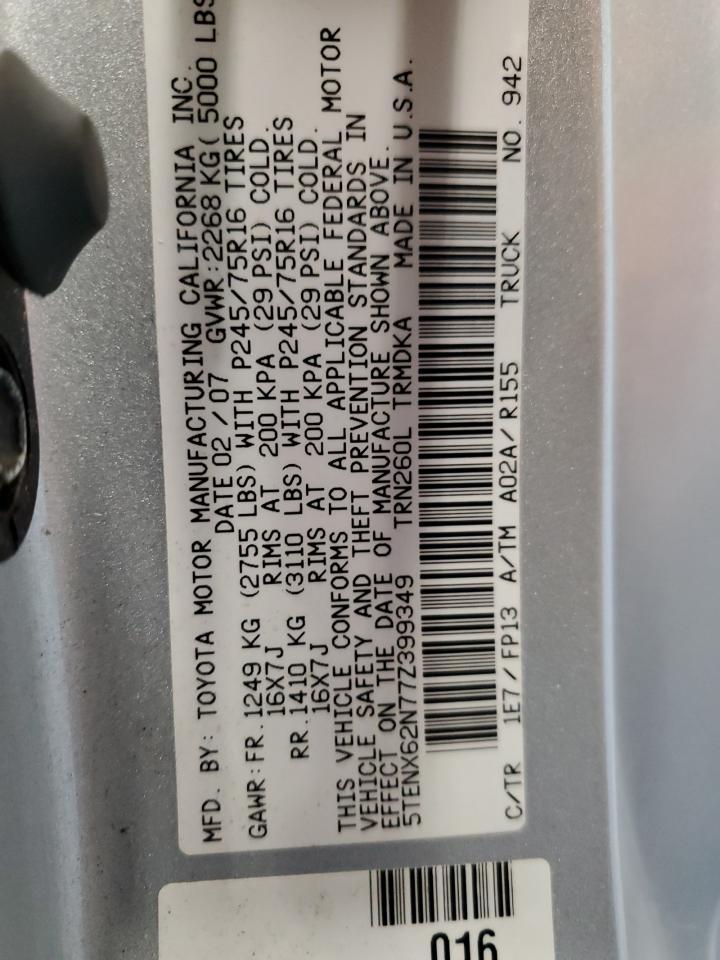 MFD. BY: TOYOTA MOTOR MANUFACTURING CALIFORNIA INC.
DATE 02 / 07 GVWR:2268 KG( 5000 LBS
GAWR:FR.1249 KG (2755 LBS) WITH P245/75R16 TIRES
16X7J RIMS AT 200 KPA (29 PSI) COLD.
RR.1410 KG (3110 LBS) WITH P245/75R16 TIRES
16X7J RIMS AT 200 KPA (29 PSI) COLD.
THIS VEHICLE CONFORMS TO ALL APPLICABLE FEDERAL MOTOR
VEHICLE SAFETY AND THEFT PREVENTION STANDARDS IN
EFFECT ON THE DATE OF MANUFACTURE SHOWN ABOVE.
5TENX62N77Z399349 TRN260L TRMDKA MADE IN U.S.A.
C/TR 1E7/FP13 A/TM A02A/R155 TRUCK NO. 942
016